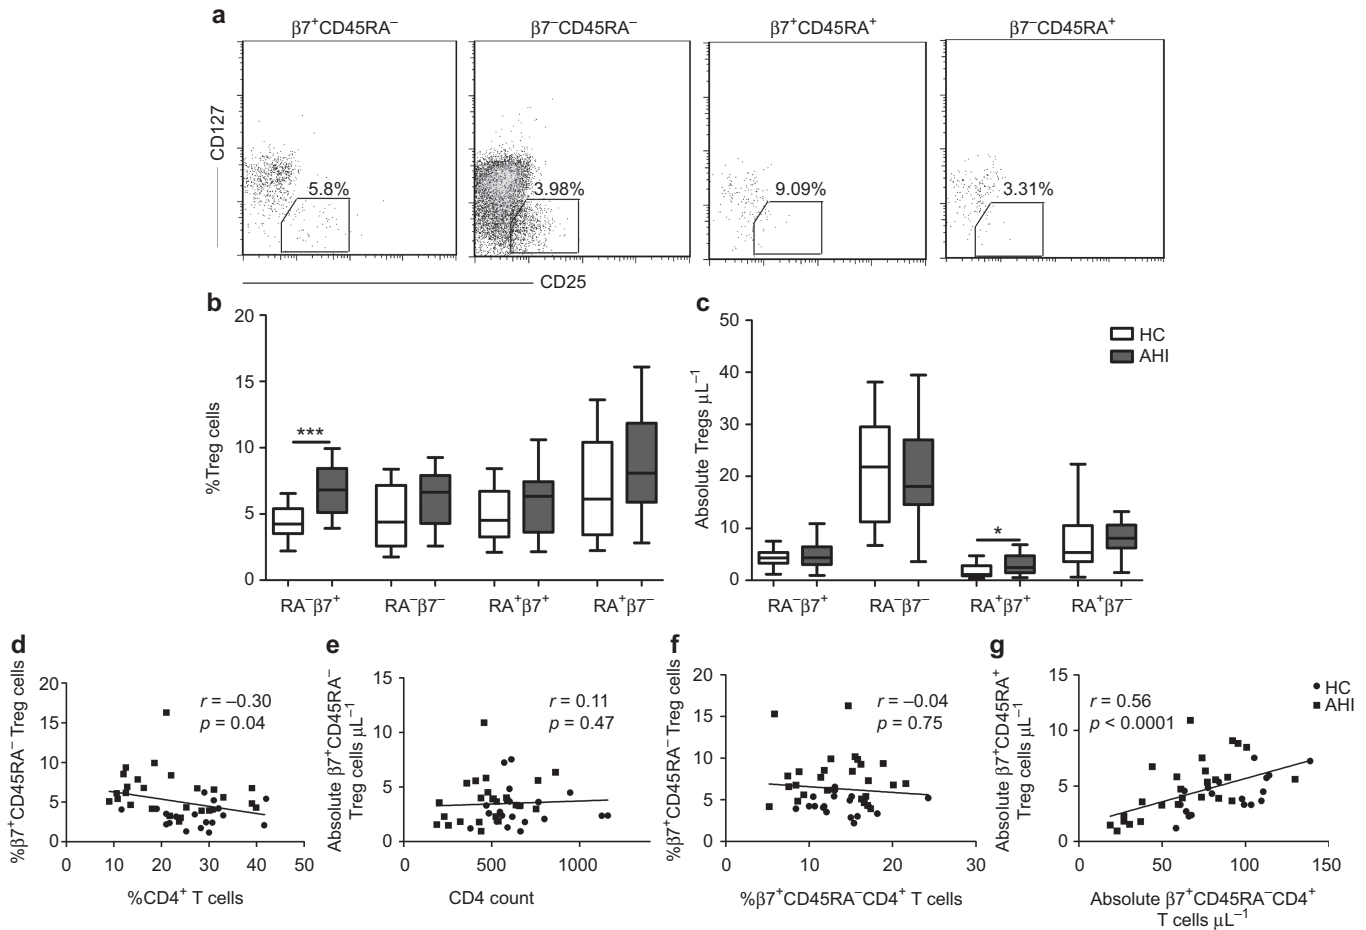 a
β7⁺CD45RA⁻
β7⁻CD45RA⁻
β7⁺CD45RA⁺
β7⁻CD45RA⁺
CD127
5.8%
3.98%
9.09%
3.31%
CD25
b
%Treg cells
20
15
10
5
0
***
RA⁻β7⁺
RA⁻β7⁻
RA⁺β7⁺
RA⁺β7⁻
c
Absolute Tregs μL⁻¹
50
40
30
20
10
0
*
HC
AHI
RA⁻β7⁺
RA⁻β7⁻
RA⁺β7⁺
RA⁺β7⁻
d
%β7⁺CD45RA⁻ Treg cells
20
15
10
5
0
r = –0.30
p = 0.04
0 10 20 30 40 50
%CD4⁺ T cells
e
Absolute β7⁺CD45RA⁻
Treg cells μL⁻¹
15
10
5
0
r = 0.11
p = 0.47
0 500 1000
CD4 count
f
%β7⁺CD45RA⁻ Treg cells
20
15
10
5
0
r = –0.04
p = 0.75
0 10 20 30
%β7⁺CD45RA⁻CD4⁺ T cells
g
Absolute β7⁺CD45RA⁺
Treg cells μL⁻¹
15
10
5
0
r = 0.56
p < 0.0001
HC
AHI
0 50 100 150
Absolute β7⁺CD45RA⁻CD4⁺
T cells μL⁻¹